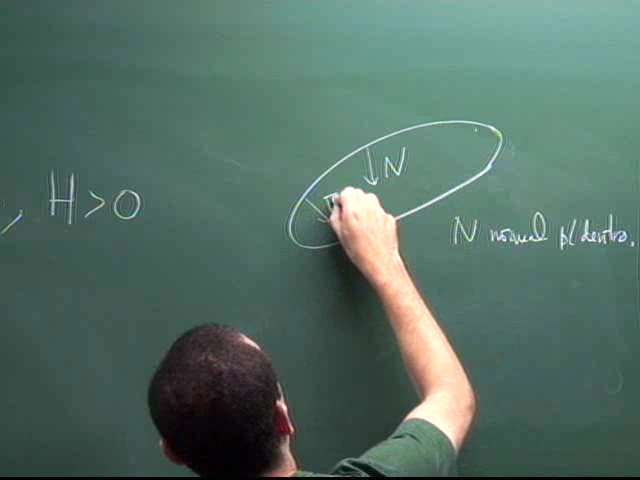 , H > 0
N
N normal p/ dentro.